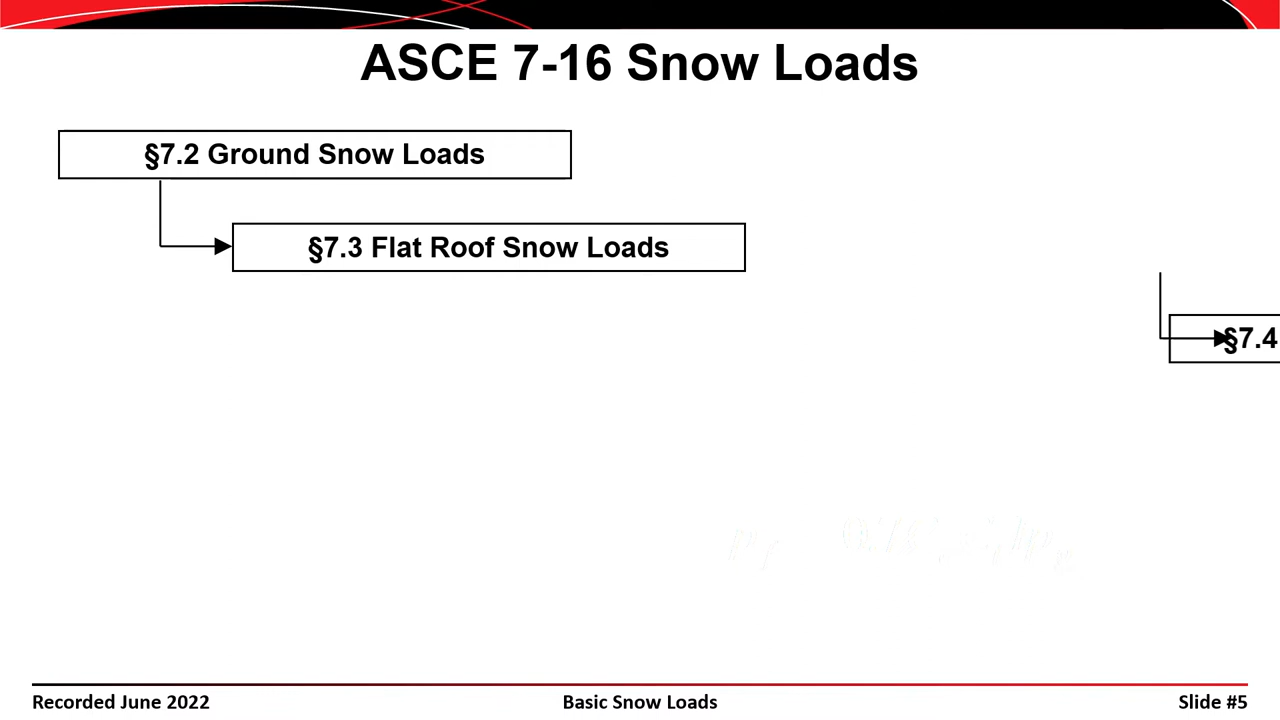 ASCE 7-16 Snow Loads
§7.2 Ground Snow Loads
§7.3 Flat Roof Snow Loads
§7.4
Recorded June 2022
Basic Snow Loads
Slide #5